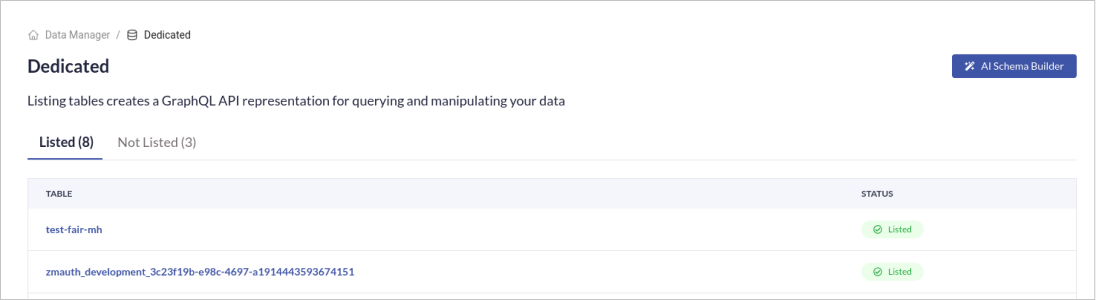 Data Manager / Dedicated
Dedicated
AI Schema Builder
Listing tables creates a GraphQL API representation for querying and manipulating your data
Listed (8) Not Listed (3)
TABLE STATUS
test-fair-mh Listed
zmauth_development_3c23f19b-e98c-4697-a1914443593674151 Listed